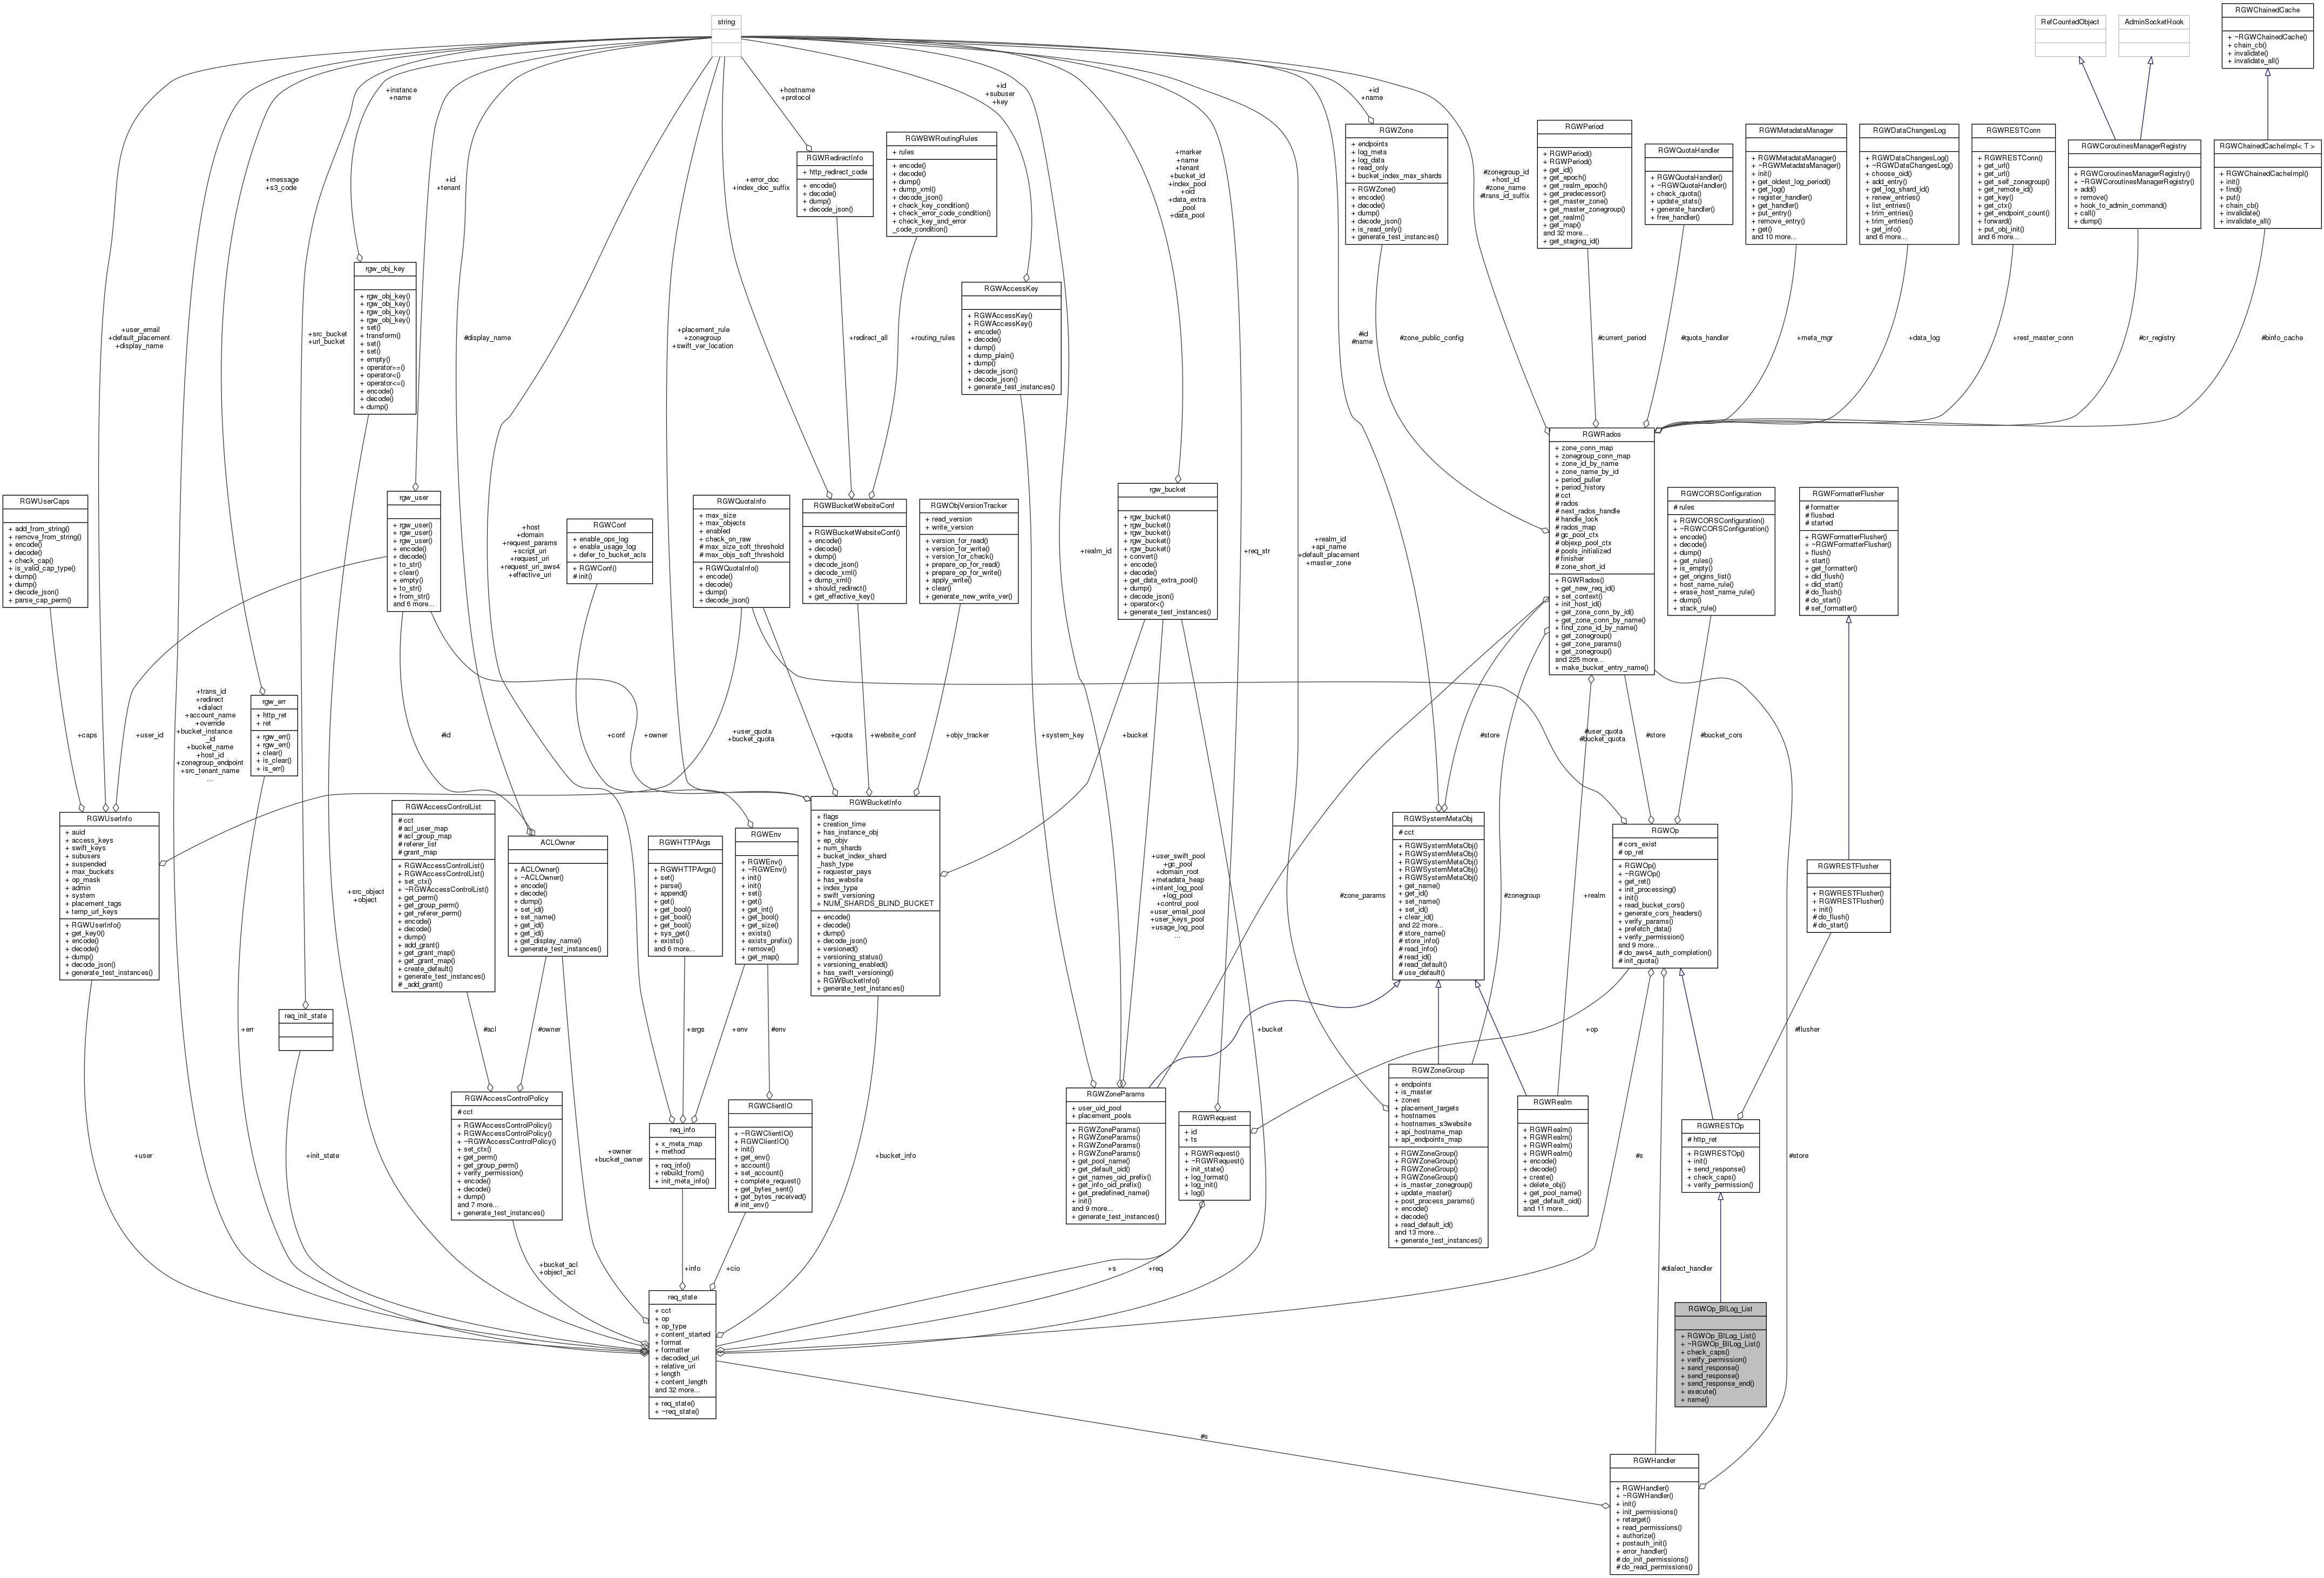 string
RefCountedObject
AdminSocketHook
RGWChainedCache
+ ~RGWChainedCache()
+ chain_cb()
+ invalidate()
+ invalidate_all()
+instance
+name
+hostname
+protocol
+id
+subuser
+key
+id
+name
RGWBWRoutingRules
+ rules
+ encode()
+ decode()
+ dump()
+ dump_xml()
+ decode_json()
+ check_key_condition()
+ check_error_code_condition()
+ check_key_and_error
_code_condition()
RGWRedirectInfo
+ http_redirect_code
+ encode()
+ decode()
+ dump()
+ decode_json()
RGWZone
+ endpoints
+ log_meta
+ log_data
+ read_only
+ bucket_index_max_shards
+ RGWZone()
+ encode()
+ decode()
+ dump()
+ decode_json()
+ is_read_only()
+ generate_test_instances()
RGWPeriod
+ RGWPeriod()
+ RGWPeriod()
+ get_id()
+ get_epoch()
+ get_realm_epoch()
+ get_predecessor()
+ get_master_zone()
+ get_master_zonegroup()
+ get_realm()
+ get_map()
and 32 more...
+ get_staging_id()
RGWQuotaHandler
+ RGWQuotaHandler()
+ ~RGWQuotaHandler()
+ check_quota()
+ update_stats()
+ generate_handler()
+ free_handler()
RGWMetadataManager
+ RGWMetadataManager()
+ ~RGWMetadataManager()
+ init()
+ get_oldest_log_period()
+ get_log()
+ register_handler()
+ get_handler()
+ put_entry()
+ remove_entry()
+ get()
and 10 more...
RGWDataChangesLog
+ RGWDataChangesLog()
+ ~RGWDataChangesLog()
+ choose_oid()
+ add_entry()
+ get_log_shard_id()
+ renew_entries()
+ list_entries()
+ trim_entries()
+ trim_entries()
+ get_info()
and 6 more...
RGWRESTConn
+ RGWRESTConn()
+ get_url()
+ get_url()
+ get_self_zonegroup()
+ get_remote_id()
+ get_key()
+ get_ctx()
+ get_endpoint_count()
+ forward()
+ put_obj_init()
and 6 more...
RGWCoroutinesManagerRegistry
+ RGWCoroutinesManagerRegistry()
+ ~RGWCoroutinesManagerRegistry()
+ add()
+ remove()
+ hook_to_admin_command()
+ call()
+ dump()
RGWChainedCacheImpl< T >
+ RGWChainedCacheImpl()
+ init()
+ find()
+ put()
+ chain_cb()
+ invalidate()
+ invalidate_all()
+message
+s3_code
+id
+tenant
+error_doc
+index_doc_suffix
+marker
+name
+tenant
+bucket_id
+index_pool
+oid
+data_extra
_pool
+data_pool
#zonegroup_id
+host_id
#zone_name
#trans_id_suffix
rgw_obj_key
+ rgw_obj_key()
+ rgw_obj_key()
+ rgw_obj_key()
+ rgw_obj_key()
+ set()
+ transform()
+ set()
+ set()
+ empty()
+ operator==()
+ operator<()
+ operator<=()
+ encode()
+ decode()
+ dump()
RGWAccessKey
+ RGWAccessKey()
+ RGWAccessKey()
+ encode()
+ decode()
+ dump()
+ dump_plain()
+ dump()
+ decode_json()
+ decode_json()
+ generate_test_instances()
+user_email
+default_placement
+display_name
+src_bucket
+url_bucket
#display_name
+placement_rule
+zonegroup
+swift_ver_location
+redirect_all
+routing_rules
#id
#name
#zone_public_config
#current_period
#quota_handler
+meta_mgr
+data_log
+rest_master_conn
#cr_registry
#binfo_cache
RGWRados
+ zone_conn_map
+ zonegroup_conn_map
+ zone_id_by_name
+ zone_name_by_id
+ period_puller
+ period_history
# cct
# rados
# next_rados_handle
# handle_lock
# rados_map
# gc_pool_ctx
# objexp_pool_ctx
# pools_initialized
# finisher
# zone_short_id
+ RGWRados()
+ get_new_req_id()
+ set_context()
+ init_host_id()
+ get_zone_conn_by_id()
+ get_zone_conn_by_name()
+ find_zone_id_by_name()
+ get_zonegroup()
+ get_zone_params()
+ get_zonegroup()
and 225 more...
+ make_bucket_entry_name()
RGWUserCaps
+ add_from_string()
+ remove_from_string()
+ encode()
+ decode()
+ check_cap()
+ is_valid_cap_type()
+ dump()
+ dump()
+ decode_json()
+ parse_cap_perm()
rgw_user
+ rgw_user()
+ rgw_user()
+ rgw_user()
+ encode()
+ decode()
+ to_str()
+ clear()
+ empty()
+ to_str()
+ from_str()
and 6 more...
+host
+domain
+request_params
+script_uri
+request_uri
+request_uri_aws4
+effective_uri
RGWConf
+ enable_ops_log
+ enable_usage_log
+ defer_to_bucket_acls
+ RGWConf()
# init()
RGWQuotaInfo
+ max_size
+ max_objects
+ enabled
+ check_on_raw
# max_size_soft_threshold
# max_objs_soft_threshold
+ RGWQuotaInfo()
+ encode()
+ decode()
+ dump()
+ decode_json()
RGWBucketWebsiteConf
+ RGWBucketWebsiteConf()
+ encode()
+ decode()
+ dump()
+ decode_json()
+ decode_xml()
+ dump_xml()
+ should_redirect()
+ get_effective_key()
RGWObjVersionTracker
+ read_version
+ write_version
+ version_for_read()
+ version_for_write()
+ version_for_check()
+ prepare_op_for_read()
+ prepare_op_for_write()
+ apply_write()
+ clear()
+ generate_new_write_ver()
+realm_id
rgw_bucket
+ rgw_bucket()
+ rgw_bucket()
+ rgw_bucket()
+ rgw_bucket()
+ rgw_bucket()
+ convert()
+ encode()
+ decode()
+ get_data_extra_pool()
+ dump()
+ decode_json()
+ operator<()
+ generate_test_instances()
+req_str
+realm_id
+api_name
+default_placement
+master_zone
RGWCORSConfiguration
# rules
+ RGWCORSConfiguration()
+ ~RGWCORSConfiguration()
+ encode()
+ decode()
+ dump()
+ get_rules()
+ is_empty()
+ get_origins_list()
+ host_name_rule()
+ erase_host_name_rule()
+ dump()
+ stack_rule()
RGWFormatterFlusher
# formatter
# flushed
# started
+ RGWFormatterFlusher()
+ ~RGWFormatterFlusher()
+ flush()
+ start()
+ get_formatter()
+ did_flush()
+ did_start()
# do_flush()
# do_start()
# set_formatter()
+trans_id
+redirect
+dialect
+account_name
+override
+bucket_instance
_id
+bucket_name
+host_id
+zonegroup_endpoint
+src_tenant_name
...
rgw_err
+ http_ret
+ ret
+ rgw_err()
+ rgw_err()
+ clear()
+ is_clear()
+ is_err()
+caps
+user_id
#id
+conf
+owner
+user_quota
+bucket_quota
+quota
+website_conf
+objv_tracker
+system_key
+bucket
#store
#user_quota
#bucket_quota
#store
#bucket_cors
RGWUserInfo
+ auid
+ access_keys
+ swift_keys
+ subusers
+ suspended
+ max_buckets
+ op_mask
+ admin
+ system
+ placement_tags
+ temp_url_keys
+ RGWUserInfo()
+ get_key0()
+ encode()
+ decode()
+ dump()
+ decode_json()
+ generate_test_instances()
RGWAccessControlList
# cct
# acl_user_map
# acl_group_map
# referer_list
# grant_map
+ RGWAccessControlList()
+ RGWAccessControlList()
+ set_ctx()
+ ~RGWAccessControlList()
+ get_perm()
+ get_group_perm()
+ get_referer_perm()
+ encode()
+ decode()
+ dump()
+ add_grant()
+ get_grant_map()
+ get_grant_map()
+ create_default()
+ generate_test_instances()
# _add_grant()
ACLOwner
+ ACLOwner()
+ ~ACLOwner()
+ encode()
+ decode()
+ dump()
+ set_id()
+ set_name()
+ get_id()
+ get_id()
+ get_display_name()
+ generate_test_instances()
RGWHTTPArgs
+ RGWHTTPArgs()
+ set()
+ parse()
+ append()
+ get()
+ get_bool()
+ get_bool()
+ get_bool()
+ sys_get()
+ exists()
and 6 more...
RGWEnv
+ RGWEnv()
+ ~RGWEnv()
+ init()
+ init()
+ set()
+ get()
+ get_int()
+ get_bool()
+ get_size()
+ exists()
+ exists_prefix()
+ remove()
+ get_map()
RGWBucketInfo
+ flags
+ creation_time
+ has_instance_obj
+ ep_objv
+ num_shards
+ bucket_index_shard
_hash_type
+ requester_pays
+ has_website
+ index_type
+ swift_versioning
+ NUM_SHARDS_BLIND_BUCKET
+ encode()
+ decode()
+ dump()
+ decode_json()
+ versioned()
+ versioning_status()
+ versioning_enabled()
+ has_swift_versioning()
+ RGWBucketInfo()
+ generate_test_instances()
+user_swift_pool
+gc_pool
+domain_root
+metadata_heap
+intent_log_pool
+log_pool
+control_pool
+user_email_pool
+user_keys_pool
+usage_log_pool
...
RGWSystemMetaObj
# cct
+ RGWSystemMetaObj()
+ RGWSystemMetaObj()
+ RGWSystemMetaObj()
+ RGWSystemMetaObj()
+ RGWSystemMetaObj()
+ get_name()
+ get_id()
+ set_name()
+ set_id()
+ clear_id()
and 22 more...
# store_name()
# store_info()
# read_info()
# read_id()
# read_default()
# use_default()
RGWOp
# cors_exist
# op_ret
+ RGWOp()
+ ~RGWOp()
+ get_ret()
+ init_processing()
+ init()
+ read_bucket_cors()
+ generate_cors_headers()
+ verify_params()
+ prefetch_data()
+ verify_permission()
and 9 more...
# do_aws4_auth_completion()
# init_quota()
RGWRESTFlusher
+ RGWRESTFlusher()
+ RGWRESTFlusher()
+ init()
# do_flush()
# do_start()
+src_object
+object
#zone_params
#zonegroup
+realm
req_init_state
+err
#acl
#owner
+args
+env
#env
+bucket
+op
#flusher
RGWAccessControlPolicy
# cct
+ RGWAccessControlPolicy()
+ RGWAccessControlPolicy()
+ ~RGWAccessControlPolicy()
+ set_ctx()
+ get_perm()
+ get_group_perm()
+ verify_permission()
+ encode()
+ decode()
+ dump()
and 7 more...
+ generate_test_instances()
req_info
+ x_meta_map
+ method
+ req_info()
+ rebuild_from()
+ init_meta_info()
RGWClientIO
+ ~RGWClientIO()
+ RGWClientIO()
+ init()
+ get_env()
+ account()
+ set_account()
+ complete_request()
+ get_bytes_sent()
+ get_bytes_received()
# init_env()
RGWZoneParams
+ user_uid_pool
+ placement_pools
+ RGWZoneParams()
+ RGWZoneParams()
+ RGWZoneParams()
+ RGWZoneParams()
+ get_pool_name()
+ get_default_oid()
+ get_names_oid_prefix()
+ get_info_oid_prefix()
+ get_predefined_name()
+ init()
and 9 more...
+ generate_test_instances()
RGWRequest
+ id
+ ts
+ RGWRequest()
+ ~RGWRequest()
+ init_state()
+ log_format()
+ log_init()
+ log()
RGWZoneGroup
+ endpoints
+ is_master
+ zones
+ placement_targets
+ hostnames
+ hostnames_s3website
+ api_hostname_map
+ api_endpoints_map
+ RGWZoneGroup()
+ RGWZoneGroup()
+ RGWZoneGroup()
+ RGWZoneGroup()
+ is_master_zonegroup()
+ update_master()
+ post_process_params()
+ encode()
+ decode()
+ read_default_id()
and 13 more...
+ generate_test_instances()
RGWRealm
+ RGWRealm()
+ RGWRealm()
+ RGWRealm()
+ RGWRealm()
+ encode()
+ decode()
+ create()
+ delete_obj()
+ get_pool_name()
+ get_default_oid()
and 11 more...
RGWRESTOp
# http_ret
+ RGWRESTOp()
+ init()
+ send_response()
+ check_caps()
+ verify_permission()
+user
+init_state
+owner
+bucket_owner
+bucket_info
#s
#store
+bucket_acl
+object_acl
+info
+cio
+s
+req
#dialect_handler
req_state
+ cct
+ op
+ op_type
+ content_started
+ format
+ formatter
+ decoded_uri
+ relative_uri
+ length
+ content_length
and 32 more...
+ req_state()
+ ~req_state()
RGWOp_BILog_List
+ RGWOp_BILog_List()
+ ~RGWOp_BILog_List()
+ check_caps()
+ verify_permission()
+ send_response()
+ send_response()
+ send_response_end()
+ execute()
+ name()
#s
RGWHandler
+ RGWHandler()
+ ~RGWHandler()
+ init()
+ init_permissions()
+ retarget()
+ read_permissions()
+ authorize()
+ postauth_init()
+ error_handler()
# do_init_permissions()
# do_read_permissions()